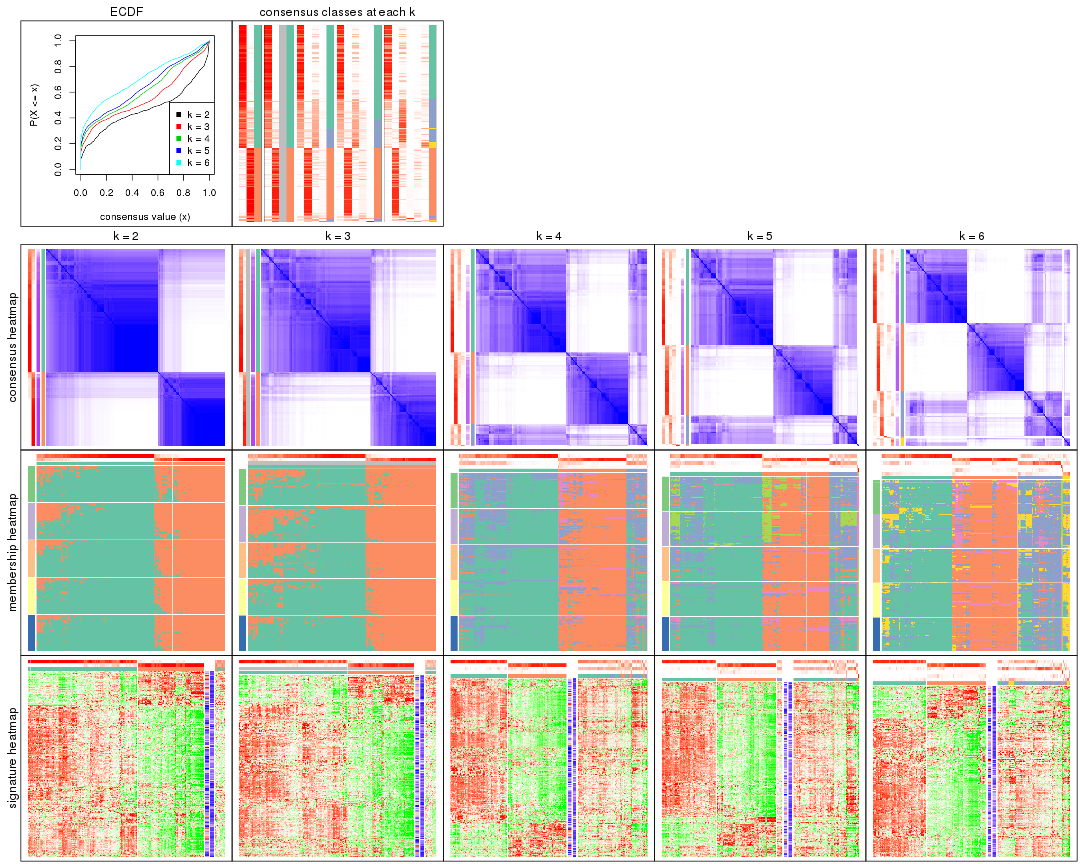 ECDF
consensus classes at each k
P(X <= x)
0.0 0.2 0.4 0.6 0.8 1.0
k = 2
k = 3
k = 4
k = 5
k = 6
0.0 0.2 0.4 0.6 0.8 1.0
consensus value (x)
k = 2 k = 3 k = 4 k = 5 k = 6
consensus heatmap
membership heatmap
signature heatmap